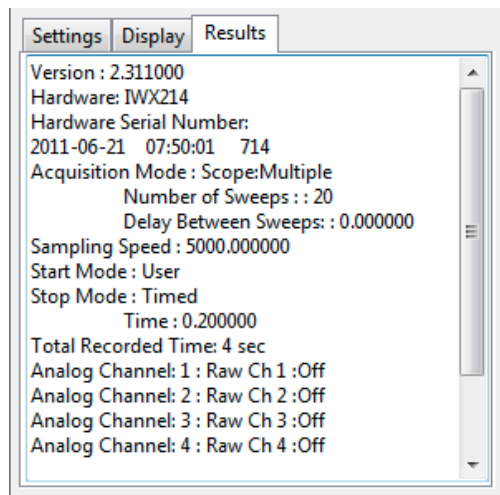 Settings Display Results
Version : 2.311000
Hardware: IWX214
Hardware Serial Number:
2011-06-21 07:50:01 714
Acquisition Mode : Scope:Multiple
Number of Sweeps : : 20
Delay Between Sweeps: : 0.000000
Sampling Speed : 5000.000000
Start Mode : User
Stop Mode : Timed
Time : 0.200000
Total Recorded Time: 4 sec
Analog Channel: 1 : Raw Ch 1 :Off
Analog Channel: 2 : Raw Ch 2 :Off
Analog Channel: 3 : Raw Ch 3 :Off
Analog Channel: 4 : Raw Ch 4 :Off